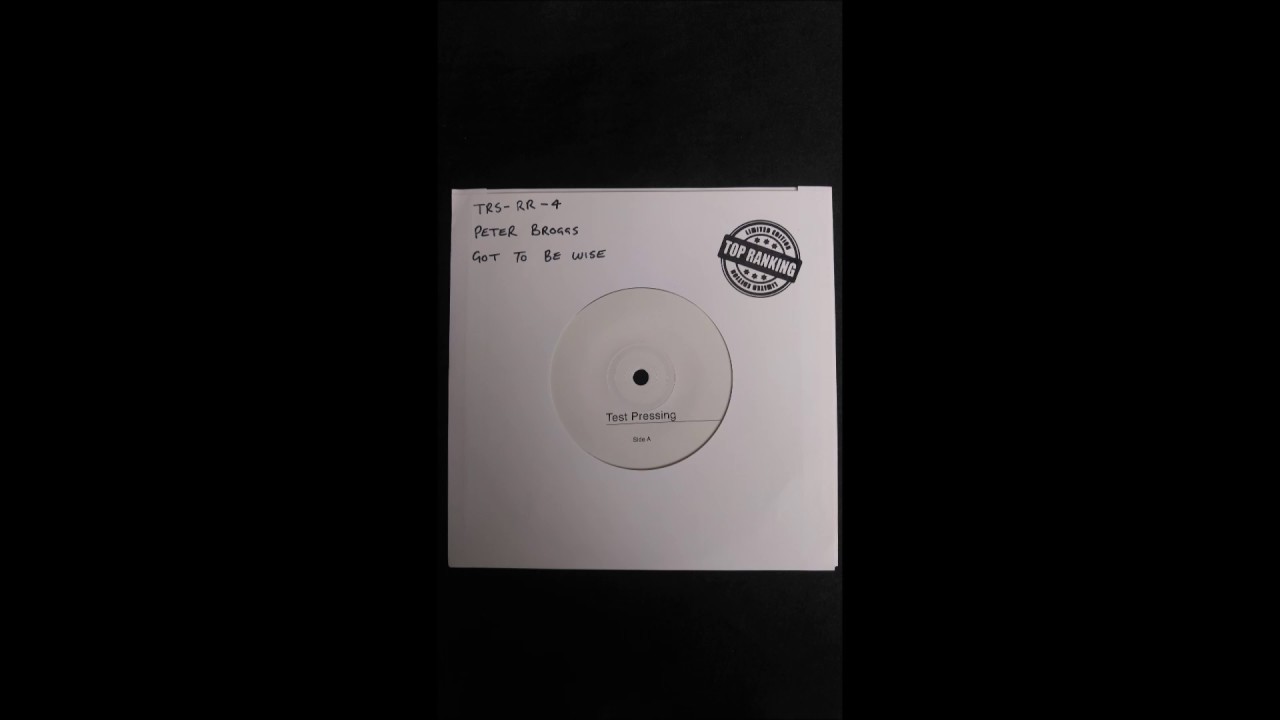 TRS-RR-4
PETER BROGGS
GOT TO BE WISE
LIMITED EDITION
TOP RANKING
LIMITED EDITION
Test Pressing
Side A